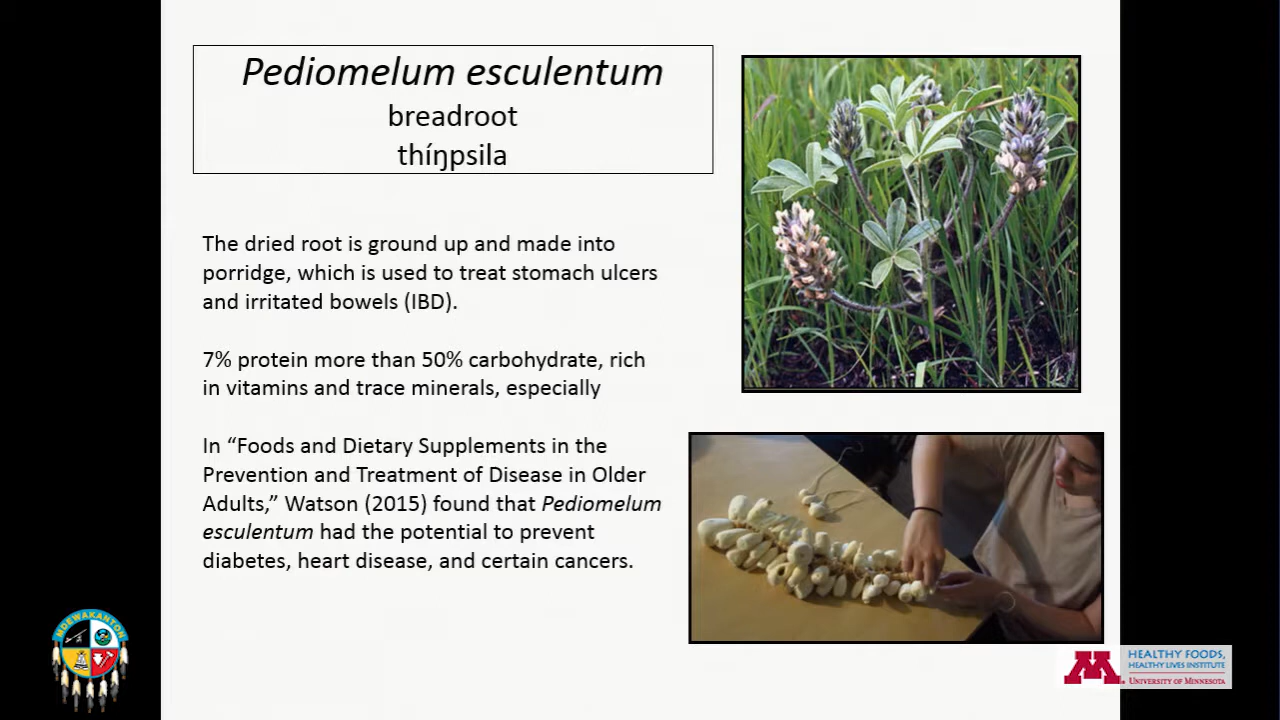 Pediomelum esculentum
breadroot
thíŋpsila
The dried root is ground up and made into
porridge, which is used to treat stomach ulcers
and irritated bowels (IBD).
7% protein more than 50% carbohydrate, rich
in vitamins and trace minerals, especially
In “Foods and Dietary Supplements in the
Prevention and Treatment of Disease in Older
Adults,” Watson (2015) found that Pediomelum
esculentum had the potential to prevent
diabetes, heart disease, and certain cancers.
MDEWAKANTON
M
HEALTHY FOODS,
HEALTHY LIVES INSTITUTE
UNIVERSITY OF MINNESOTA